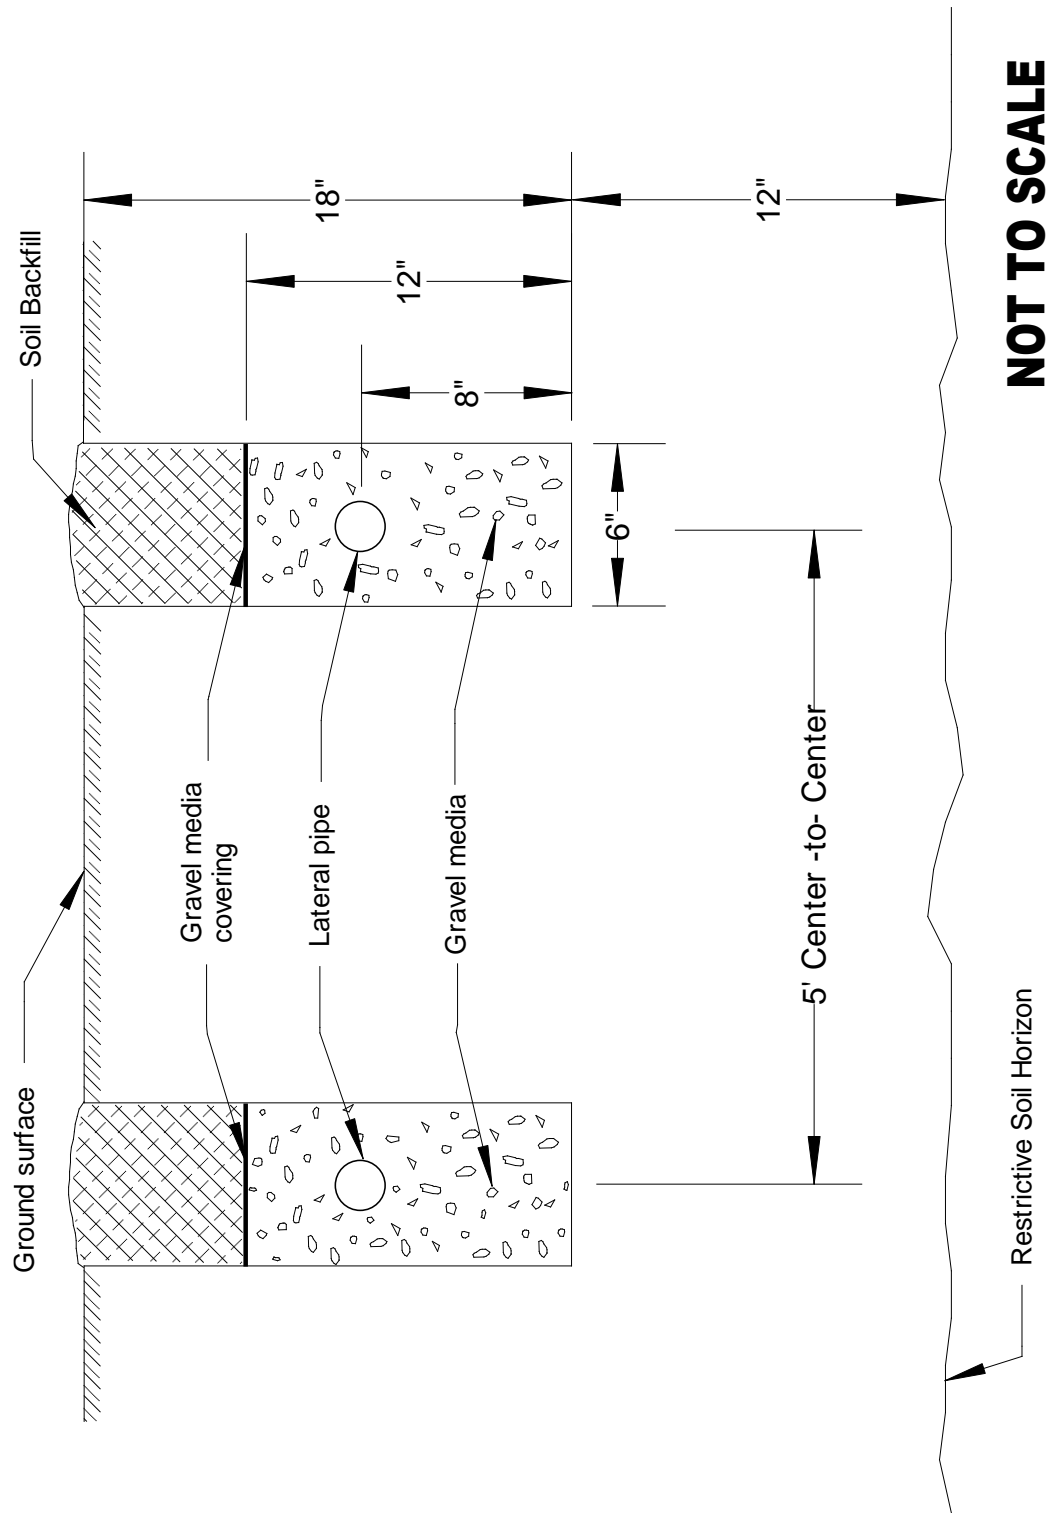 Soil Backfill
Ground surface
18"
12"
8"
6"
12"
Gravel media
covering
Lateral pipe
Gravel media
5' Center -to- Center
Restrictive Soil Horizon
NOT TO SCALE